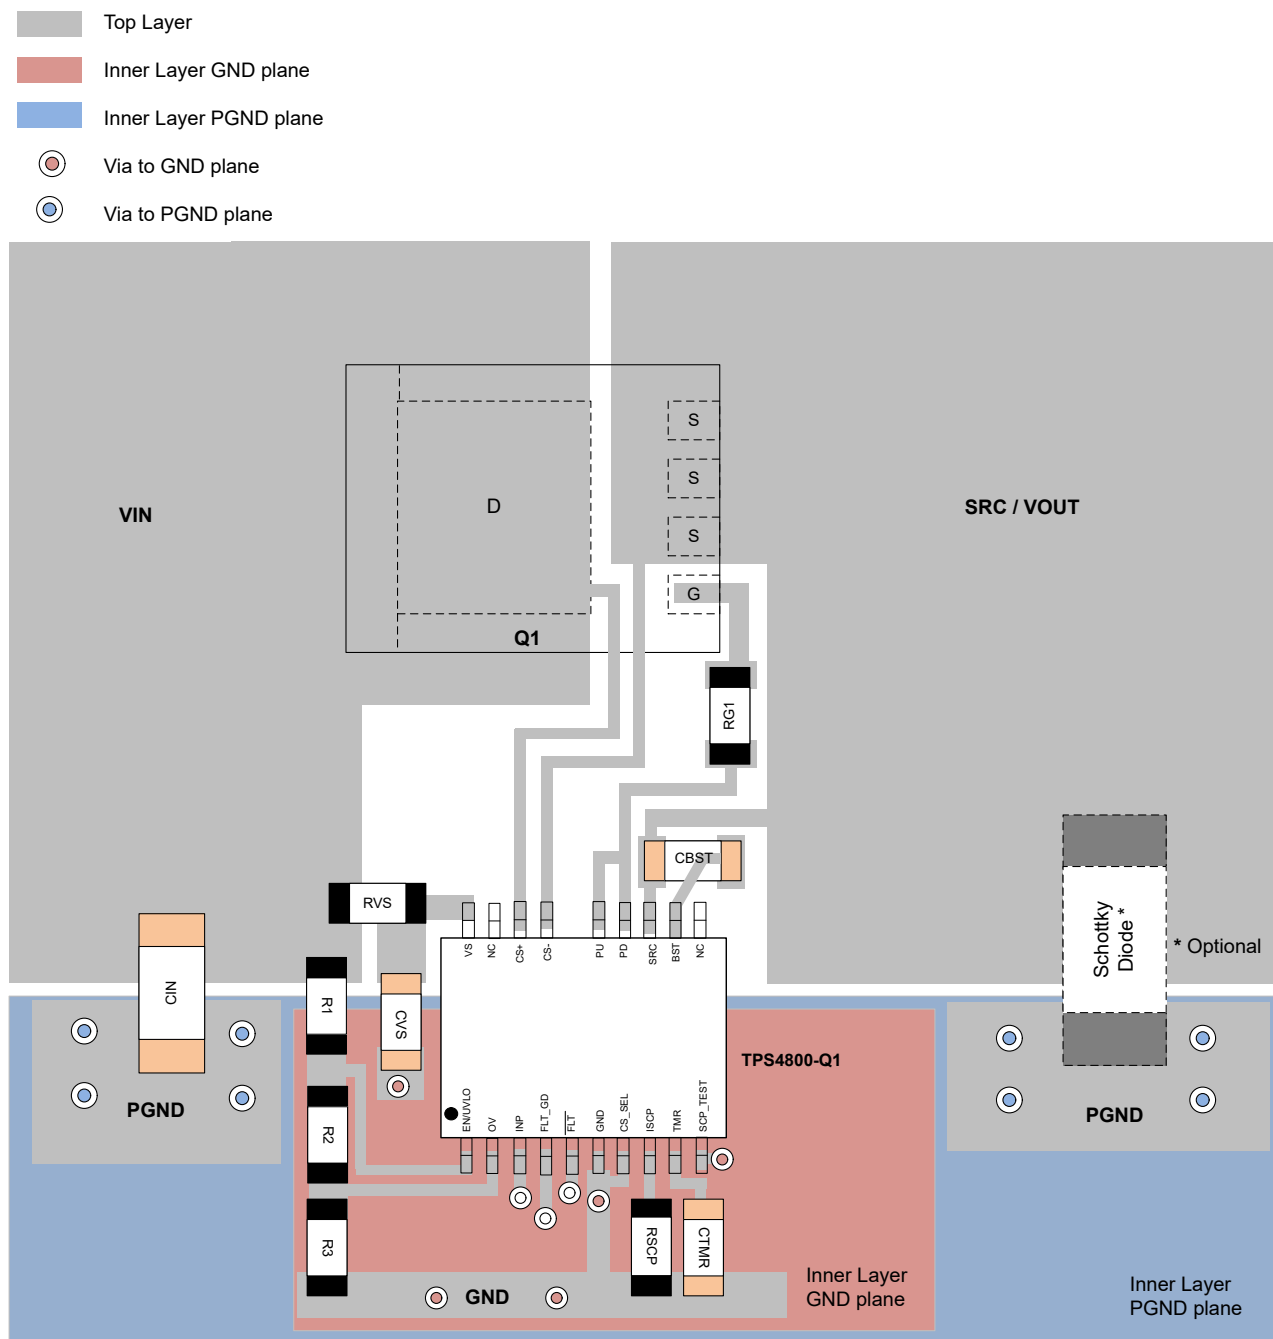 Top Layer
Inner Layer GND plane
Inner Layer PGND plane
Via to GND plane
Via to PGND plane
S
S
D
VIN
SRC / VOUT
S
G
Q1
RG1
CBST
RVS
VS
NC
CS+
CS-
PU
PD
SRC
BST
NC
Schottky
Diode *
* Optional
CIN
R1
CVS
TPS4800-Q1
PGND
PGND
R2
EN/UVLO
OV
INP
FLT_GD
FLT
GND
CS_SEL
ISCP
TMR
SCP_TEST
R3
RSCP
CTMR
GND
Inner Layer
GND plane
Inner Layer
PGND plane